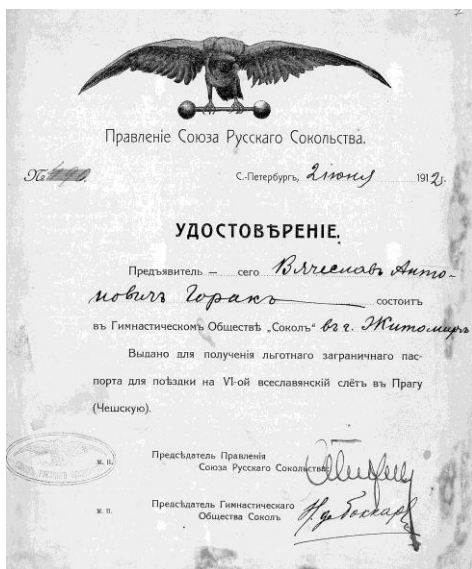 Правленіе Союза Русскаго Сокольства.
№
С.-Петербургъ, 2 іюня 1912 г.
УДОСТОВѢРЕНІЕ.
Предъявитель — сего Вячеславъ Анто-
новичъ Горакъ состоитъ
въ Гимнастическомъ Обществѣ „Соколъ" въ г. Житомиръ
Выдано для полученія льготнаго заграничнаго пас-
порта для поѣздки на VI-ой всеславянскій слётъ въ Прагу
(Чешскую).
М. П.
Предсѣдатель Правленія
Союза Русскаго Сокольства:
М. П.
Предсѣдатель Гимнастическаго
Общества Соколъ